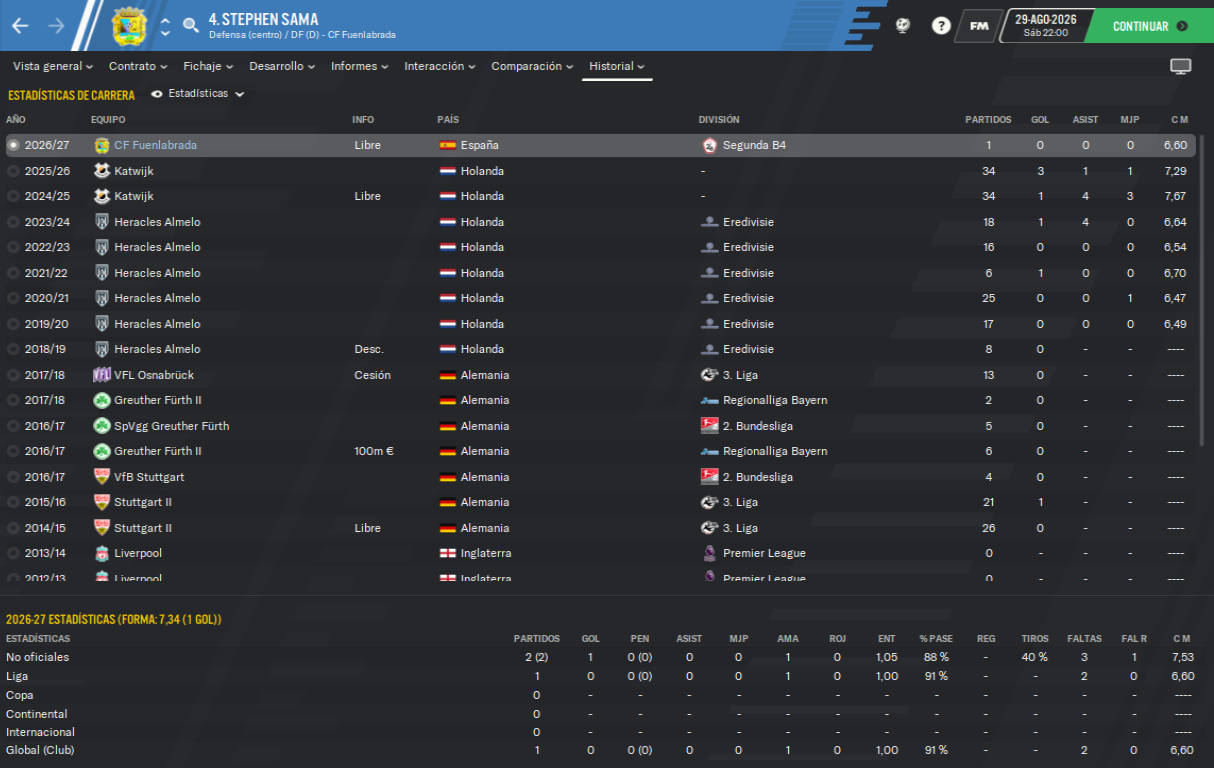 4. STEPHEN SAMA
Defensa (centro) / DF (D) - CF Fuenlabrada
? FM 29-AGO-2026 Sáb 22:00 CONTINUAR
Vista general Contrato Fichaje Desarrollo Informes Interacción Comparación Historial
ESTADÍSTICAS DE CARRERA Estadísticas
AÑO EQUIPO INFO PAÍS DIVISIÓN PARTIDOS GOL ASIST MJP C M
2026/27 CF Fuenlabrada Libre España Segunda B4 1 0 0 0 6,60
2025/26 Katwijk Holanda - 34 3 1 1 7,29
2024/25 Katwijk Libre Holanda - 34 1 4 3 7,67
2023/24 Heracles Almelo Holanda Eredivisie 18 1 4 0 6,64
2022/23 Heracles Almelo Holanda Eredivisie 16 0 0 0 6,54
2021/22 Heracles Almelo Holanda Eredivisie 6 1 0 0 6,70
2020/21 Heracles Almelo Holanda Eredivisie 25 0 0 1 6,47
2019/20 Heracles Almelo Holanda Eredivisie 17 0 0 0 6,49
2018/19 Heracles Almelo Desc. Holanda Eredivisie 8 0 - - ----
2017/18 VFL Osnabrück Cesión Alemania 3. Liga 13 0 - - ----
2017/18 Greuther Fürth II Alemania Regionalliga Bayern 2 0 - - ----
2016/17 SpVgg Greuther Fürth Alemania 2. Bundesliga 5 0 - - ----
2016/17 Greuther Fürth II 100m € Alemania Regionalliga Bayern 6 0 - - ----
2016/17 VfB Stuttgart Alemania 2. Bundesliga 4 0 - - ----
2015/16 Stuttgart II Alemania 3. Liga 21 1 - - ----
2014/15 Stuttgart II Libre Alemania 3. Liga 26 0 - - ----
2013/14 Liverpool Inglaterra Premier League 0 - - - ----
2012/13 Liverpool Inglaterra Premier League 0 - - - ----
2026-27 ESTADÍSTICAS (FORMA: 7,34 (1 GOL))
ESTADÍSTICAS PARTIDOS GOL PEN ASIST MJP AMA ROJ ENT % PASE REG TIROS FALTAS FAL R C M
No oficiales 2 (2) 1 0 (0) 0 0 1 0 1,05 88 % - 40 % 3 1 7,53
Liga 1 0 0 (0) 0 0 1 0 1,00 91 % - - 2 0 6,60
Copa 0 - - - - - - - - - - - - ----
Continental 0 - - - - - - - - - - - - ----
Internacional 0 - - - - - - - - - - - - ----
Global (Club) 1 0 0 (0) 0 0 1 0 1,00 91 % - - 2 0 6,60